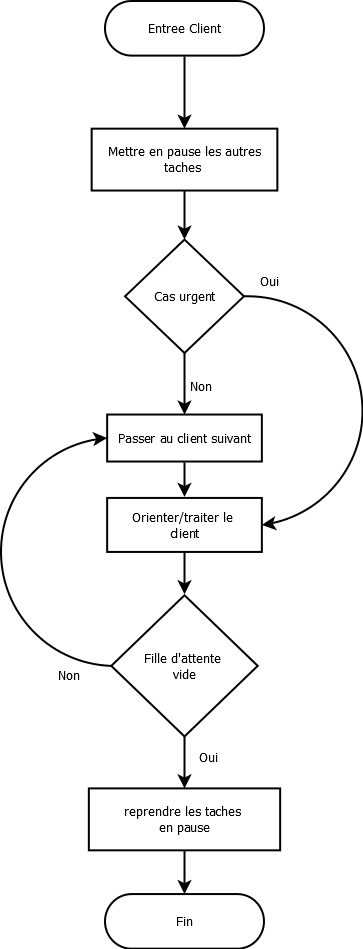 Entree Client
Mettre en pause les autres
taches
Cas urgent
Oui
Non
Passer au client suivant
Orienter/traiter le
client
Fille d'attente
vide
Non
Oui
reprendre les taches
en pause
Fin